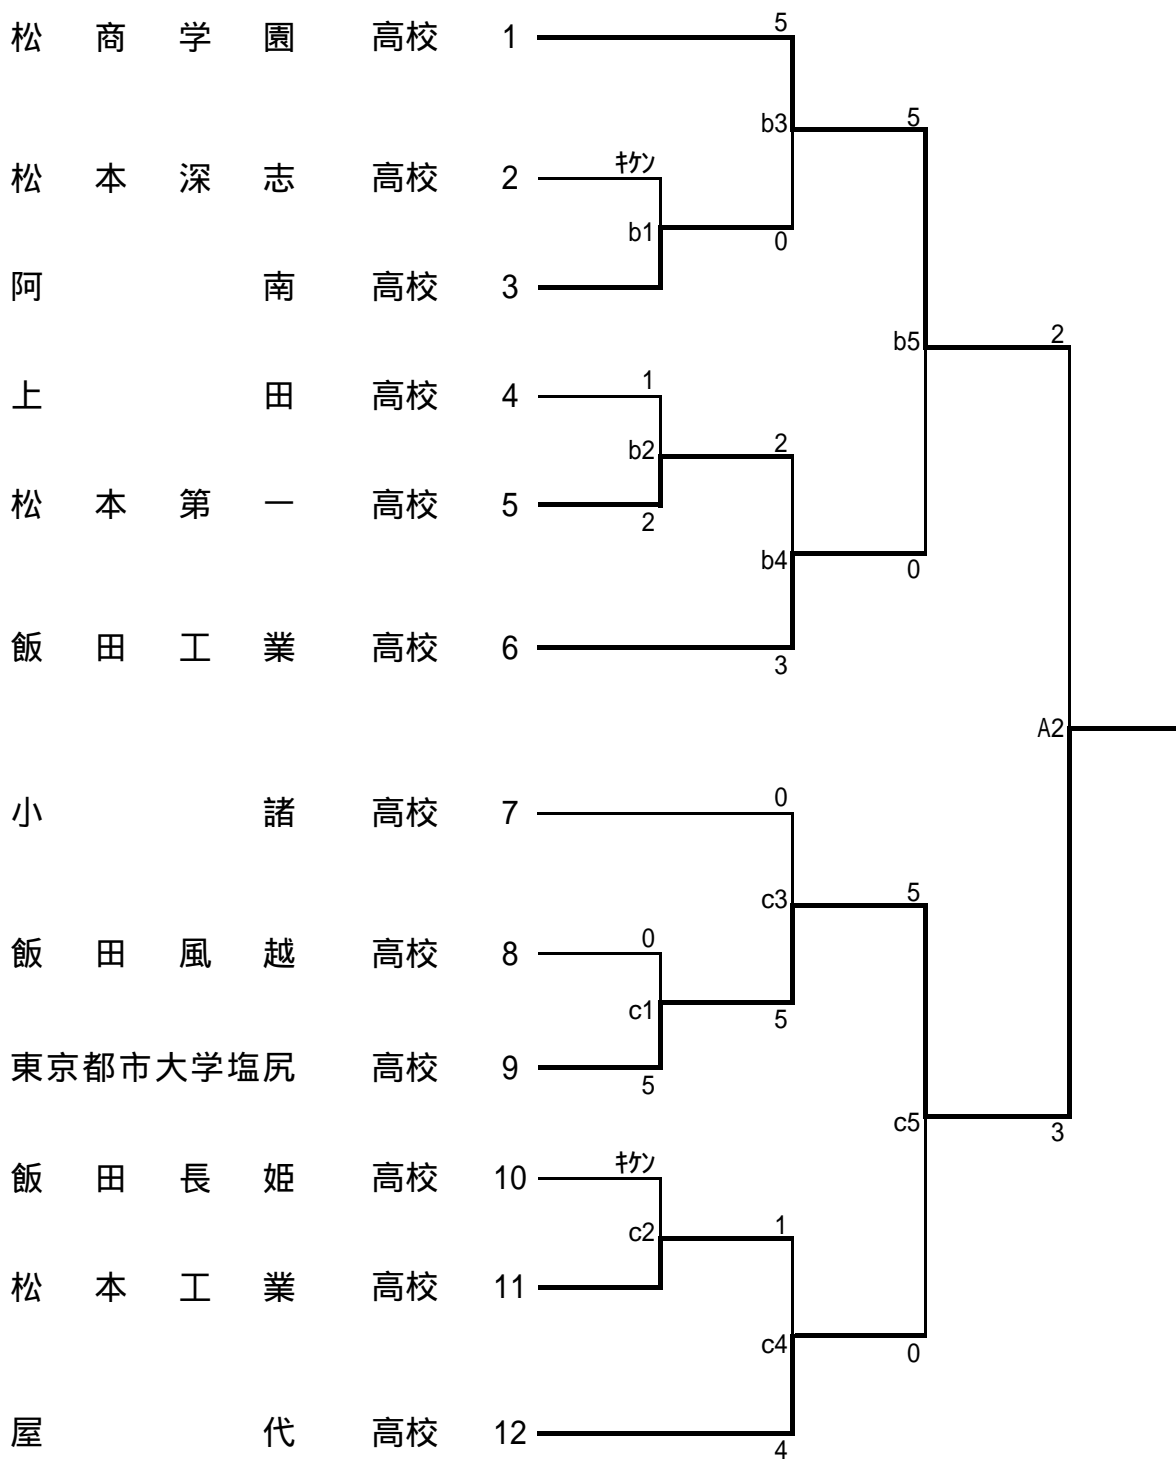 松商学園 高校 1
5
b3
5
松本深志 高校 2
ｷｹﾝ
b1
0
阿南 高校 3
b5
2
上田 高校 4
1
b2
2
松本第一 高校 5
2
b4
0
飯田工業 高校 6
3
A2
小諸 高校 7
0
c3
5
飯田風越 高校 8
0
c1
5
東京都市大学塩尻 高校 9
5
c5
3
飯田長姫 高校 10
ｷｹﾝ
c2
1
松本工業 高校 11
c4
0
屋代 高校 12
4